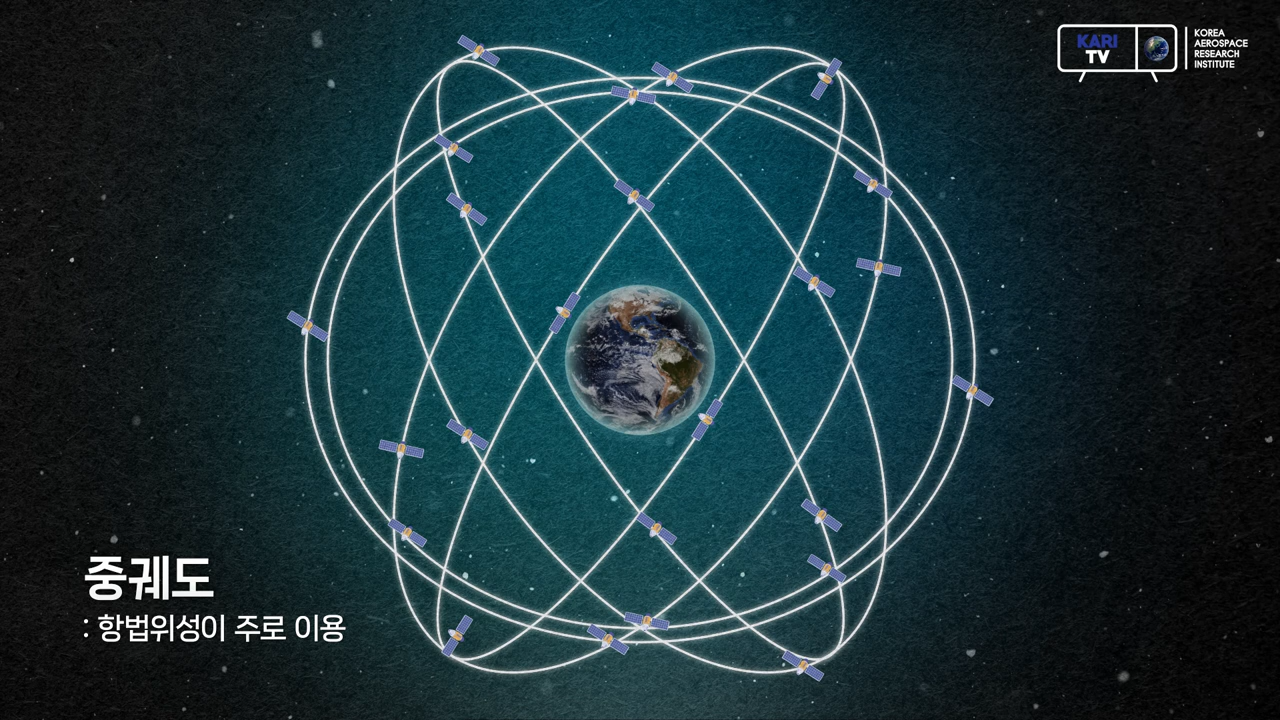 KARI
TV
KOREA
AEROSPACE
RESEARCH
INSTITUTE
중궤도
: 항법위성이 주로 이용